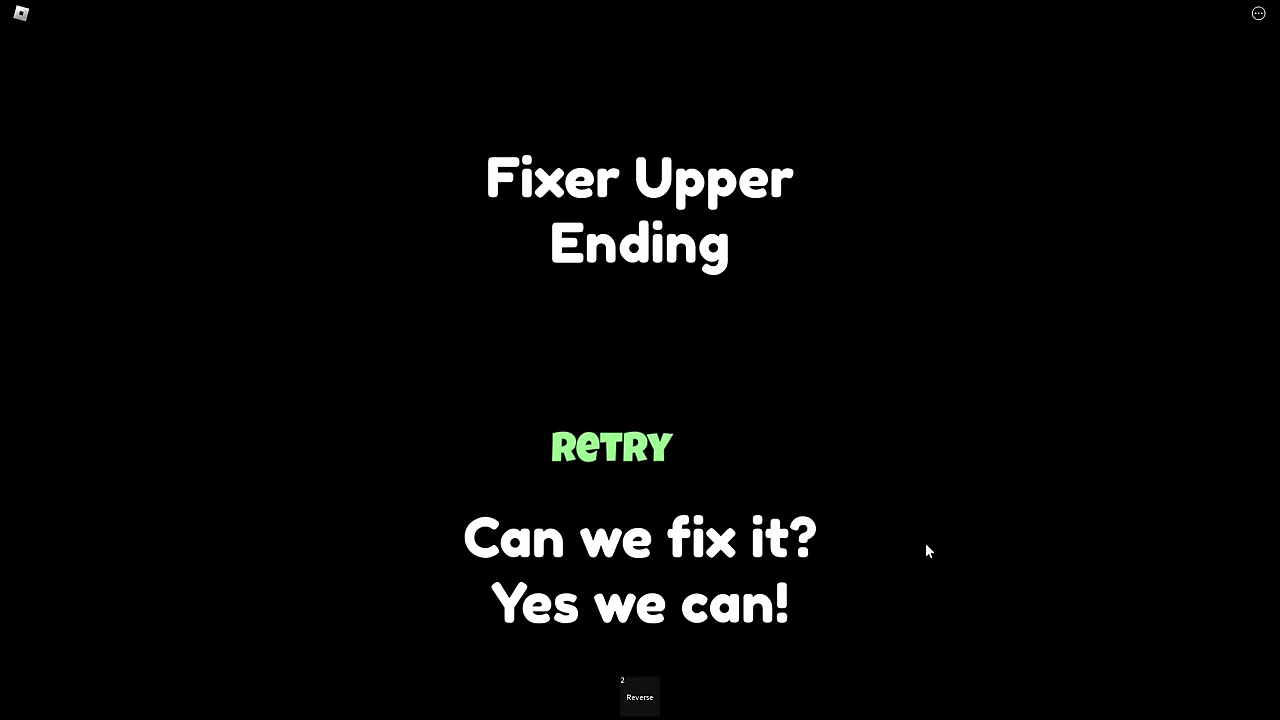 Fixer Upper
Ending
RETRY
Can we fix it?
Yes we can!
2
Reverse